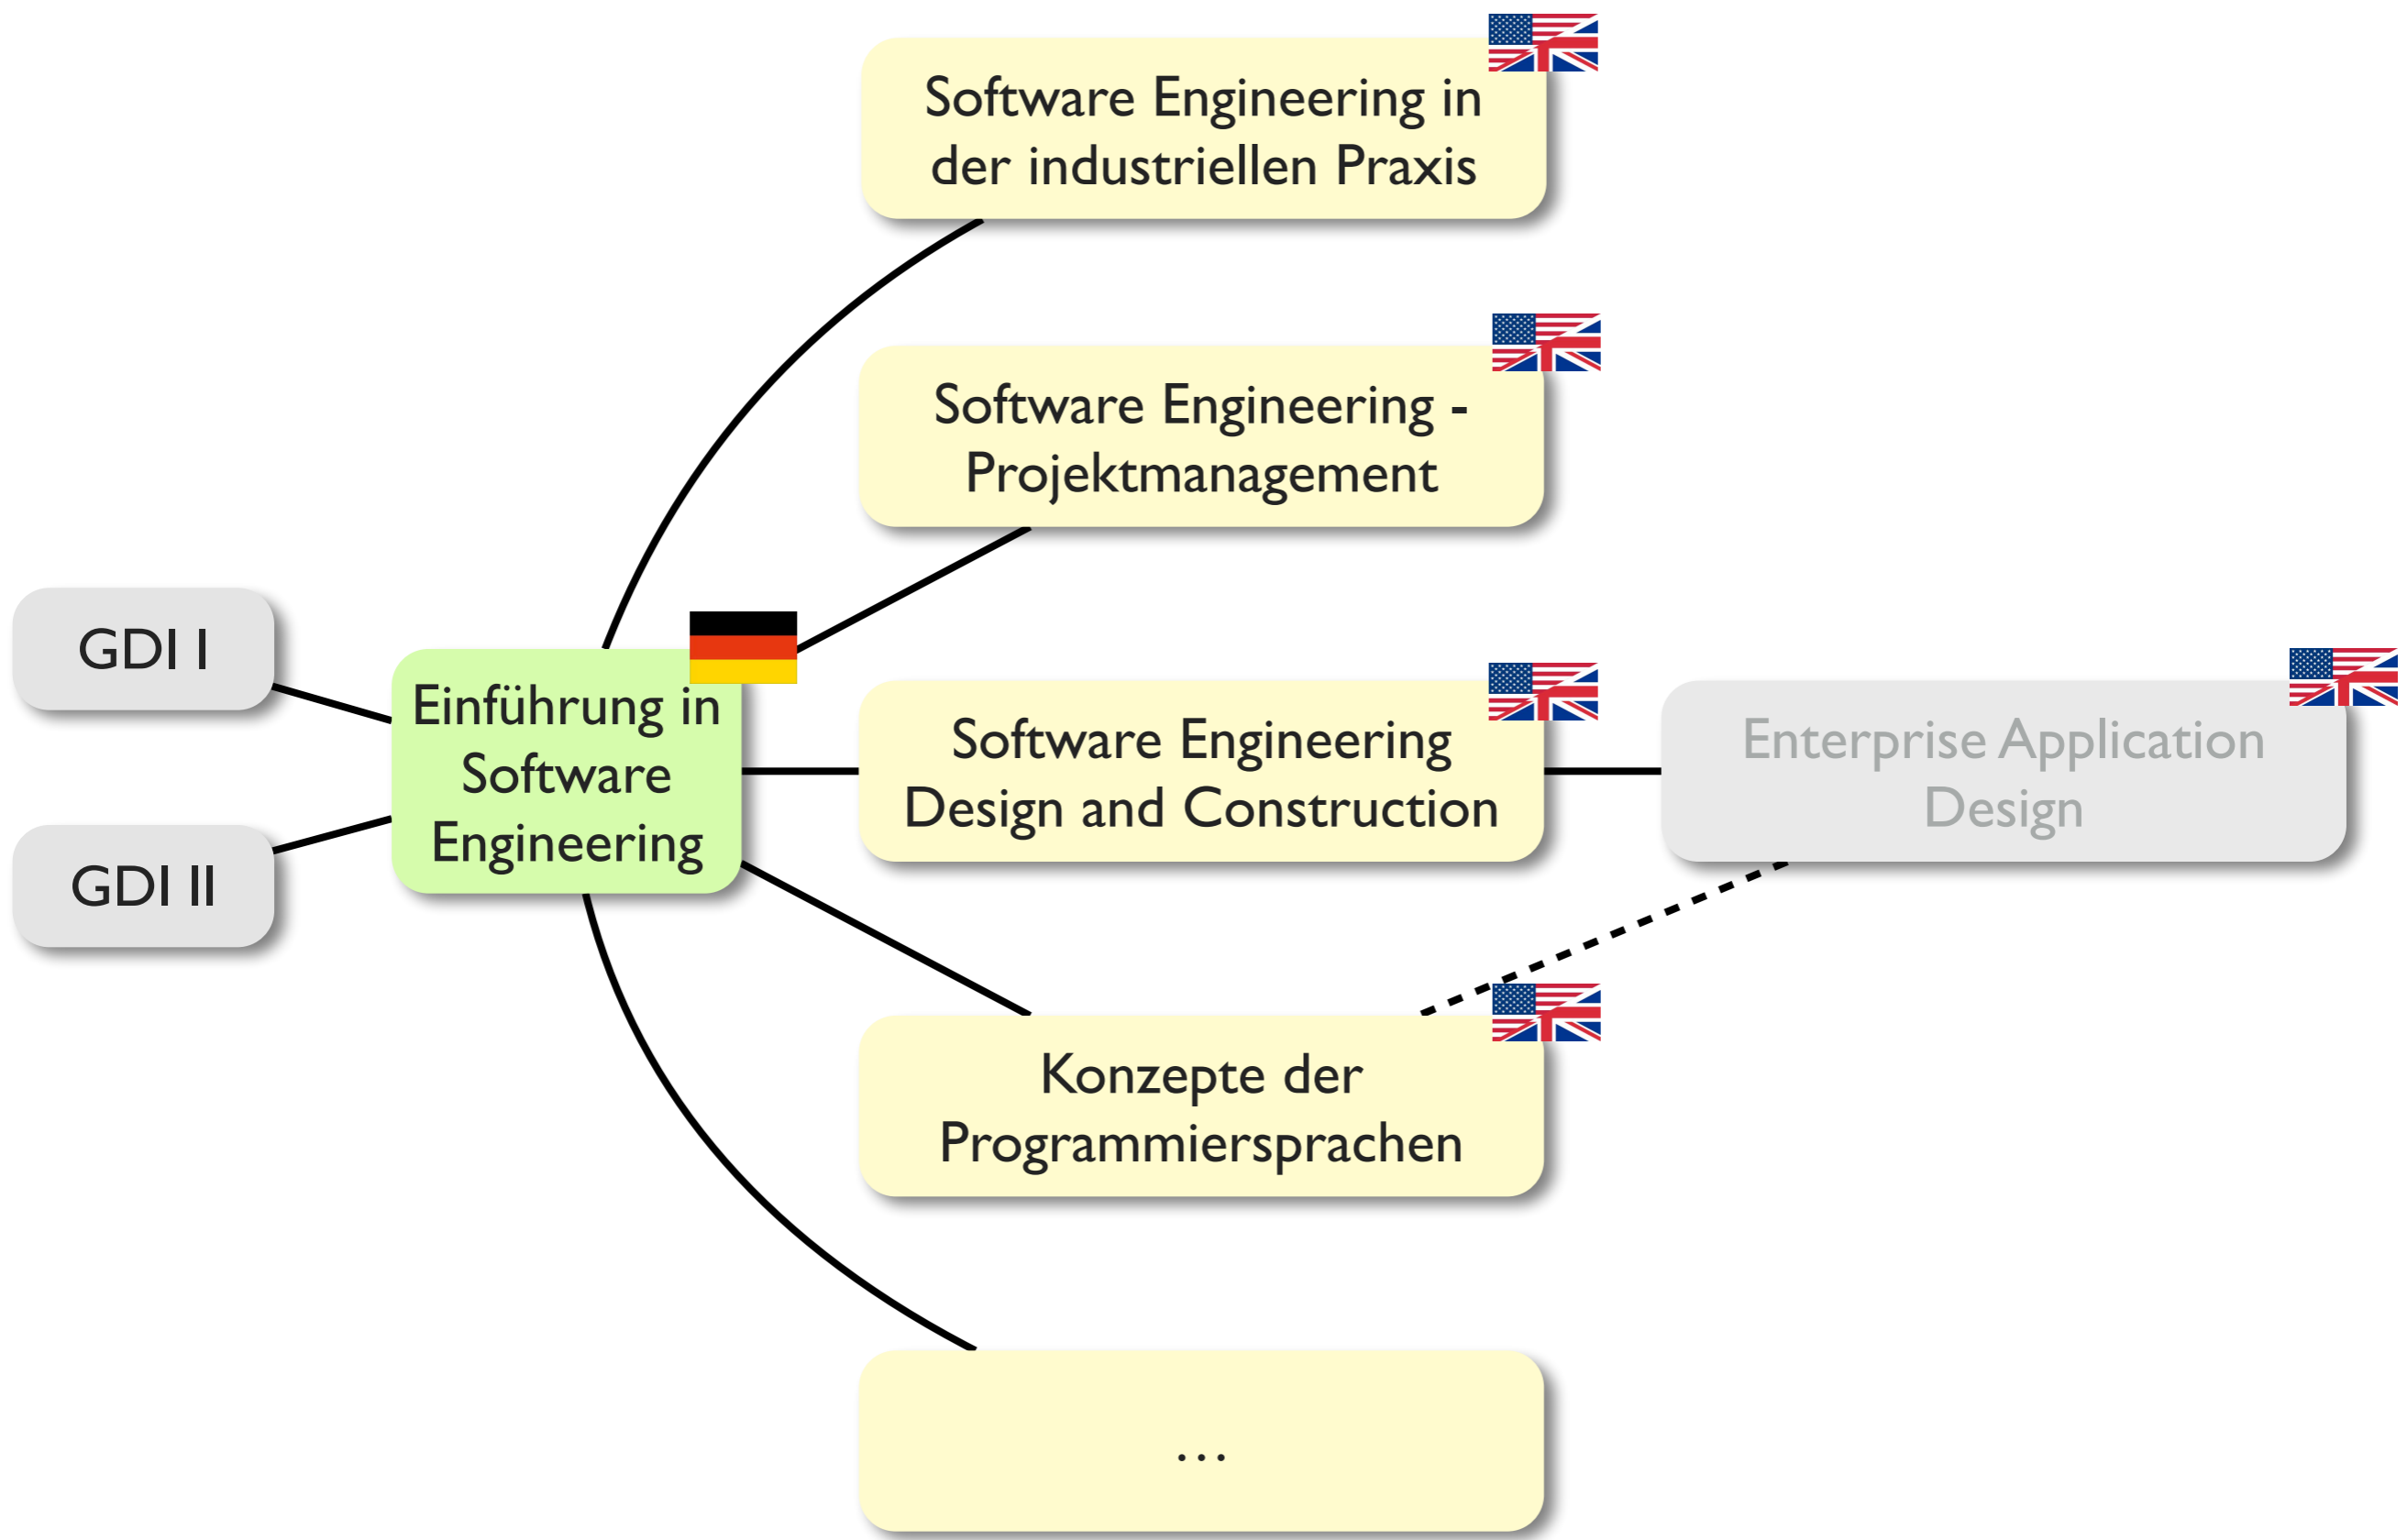 Software Engineering in
der industriellen Praxis
Software Engineering -
Projektmanagement
GDI I
GDI II
Einführung in
Software
Engineering
Software Engineering
Design and Construction
Enterprise Application
Design
Konzepte der
Programmiersprachen
…